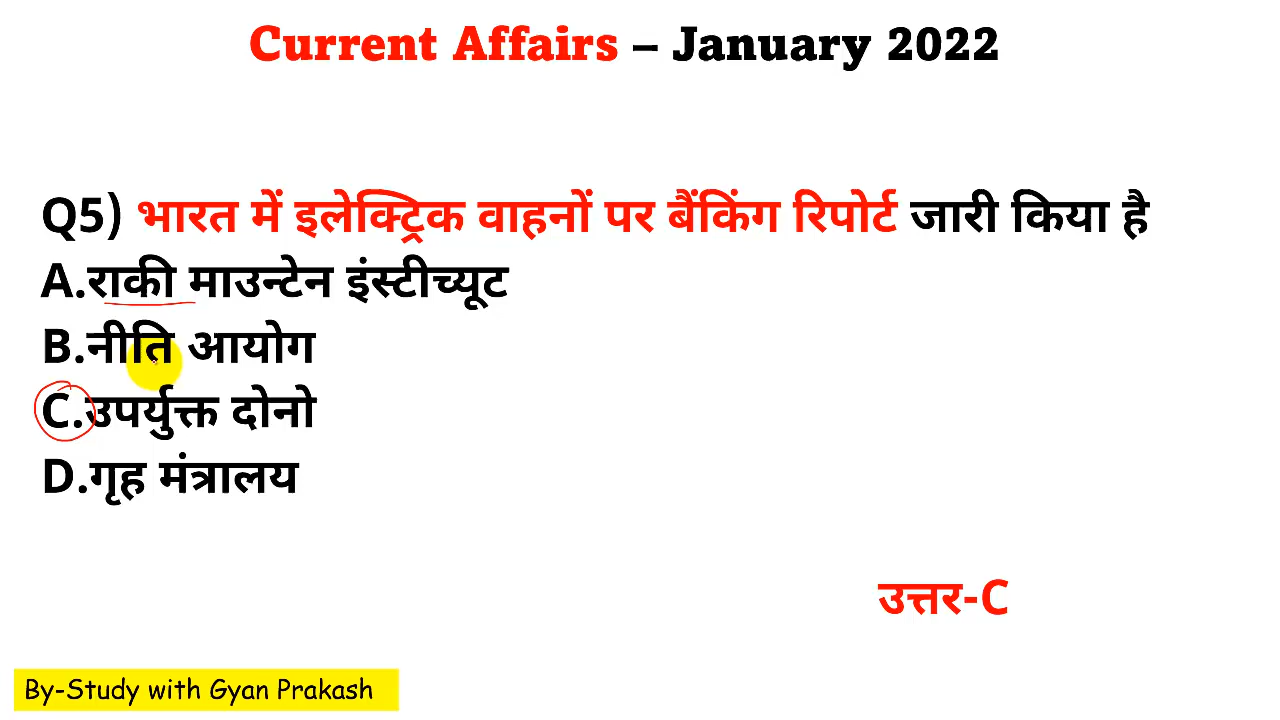 Current Affairs – January 2022
Q5) भारत में इलेक्ट्रिक वाहनों पर बैंकिंग रिपोर्ट जारी किया है
A.राकी माउन्टेन इंस्टीच्यूट
B.नीति आयोग
C.उपर्युक्त दोनो
D.गृह मंत्रालय
उत्तर-C
By-Study with Gyan Prakash